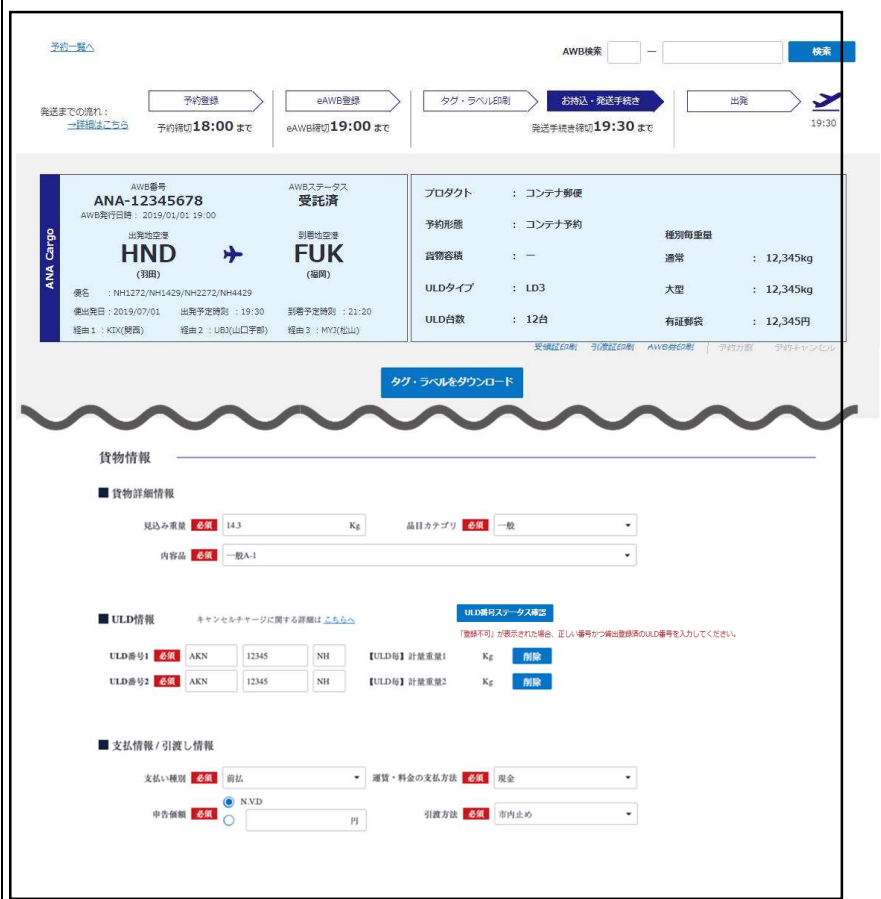 予約一覧へ
AWB検索 － 検索
発送までの流れ：
→詳細はこちら
予約登録
予約締切18:00 まで
eAWB登録
eAWB締切19:00 まで
タグ・ラベル印刷
お持込・発送手続き
発送手続き締切19:30 まで
出発
19:30
ANA Cargo
AWB番号
ANA-12345678
AWB発行日時： 2019/01/01 19:00
AWBステータス
受託済
出発地空港
HND
(羽田)
到着地空港
FUK
(福岡)
便名 ：NH1272/NH1429/NH2272/NH4429
便出発日：2019/07/01 出発予定時刻 ：19:30 到着予定時刻 ：21:20
経由１：KIX(関西) 経由２：UBJ(山口宇部) 経由３：MYJ(松山)
プロダクト ： コンテナ郵便
予約形態 ： コンテナ予約
貨物容積 ： －
ULDタイプ ： LD3
ULD台数 ： 12台
種別毎重量
通常 ： 12,345kg
大型 ： 12,345kg
有証郵袋 ： 12,345円
受領証印刷 引渡証印刷 AWB券印刷 予約分割 予約キャンセル
タグ・ラベルをダウンロード
貨物情報
■ 貨物詳細情報
見込み重量 必須 14.3 Kg 品目カテゴリ 必須 一般
内容品 必須 一般A-1
■ ULD情報 キャンセルチャージに関する詳細は こちらへ
ULD番号ステータス確認
「登録不可」が表示された場合、正しい番号かつ貸出登録済のULD番号を入力してください。
ULD番号1 必須 AKN 12345 NH 【ULD毎】計量重量1 Kg 削除
ULD番号2 必須 AKN 12345 NH 【ULD毎】計量重量2 Kg 削除
■ 支払情報 / 引渡し情報
支払い種別 必須 前払 運賃・料金の支払方法 必須 現金
申告価額 必須 N.V.D
円
引渡方法 必須 市内止め